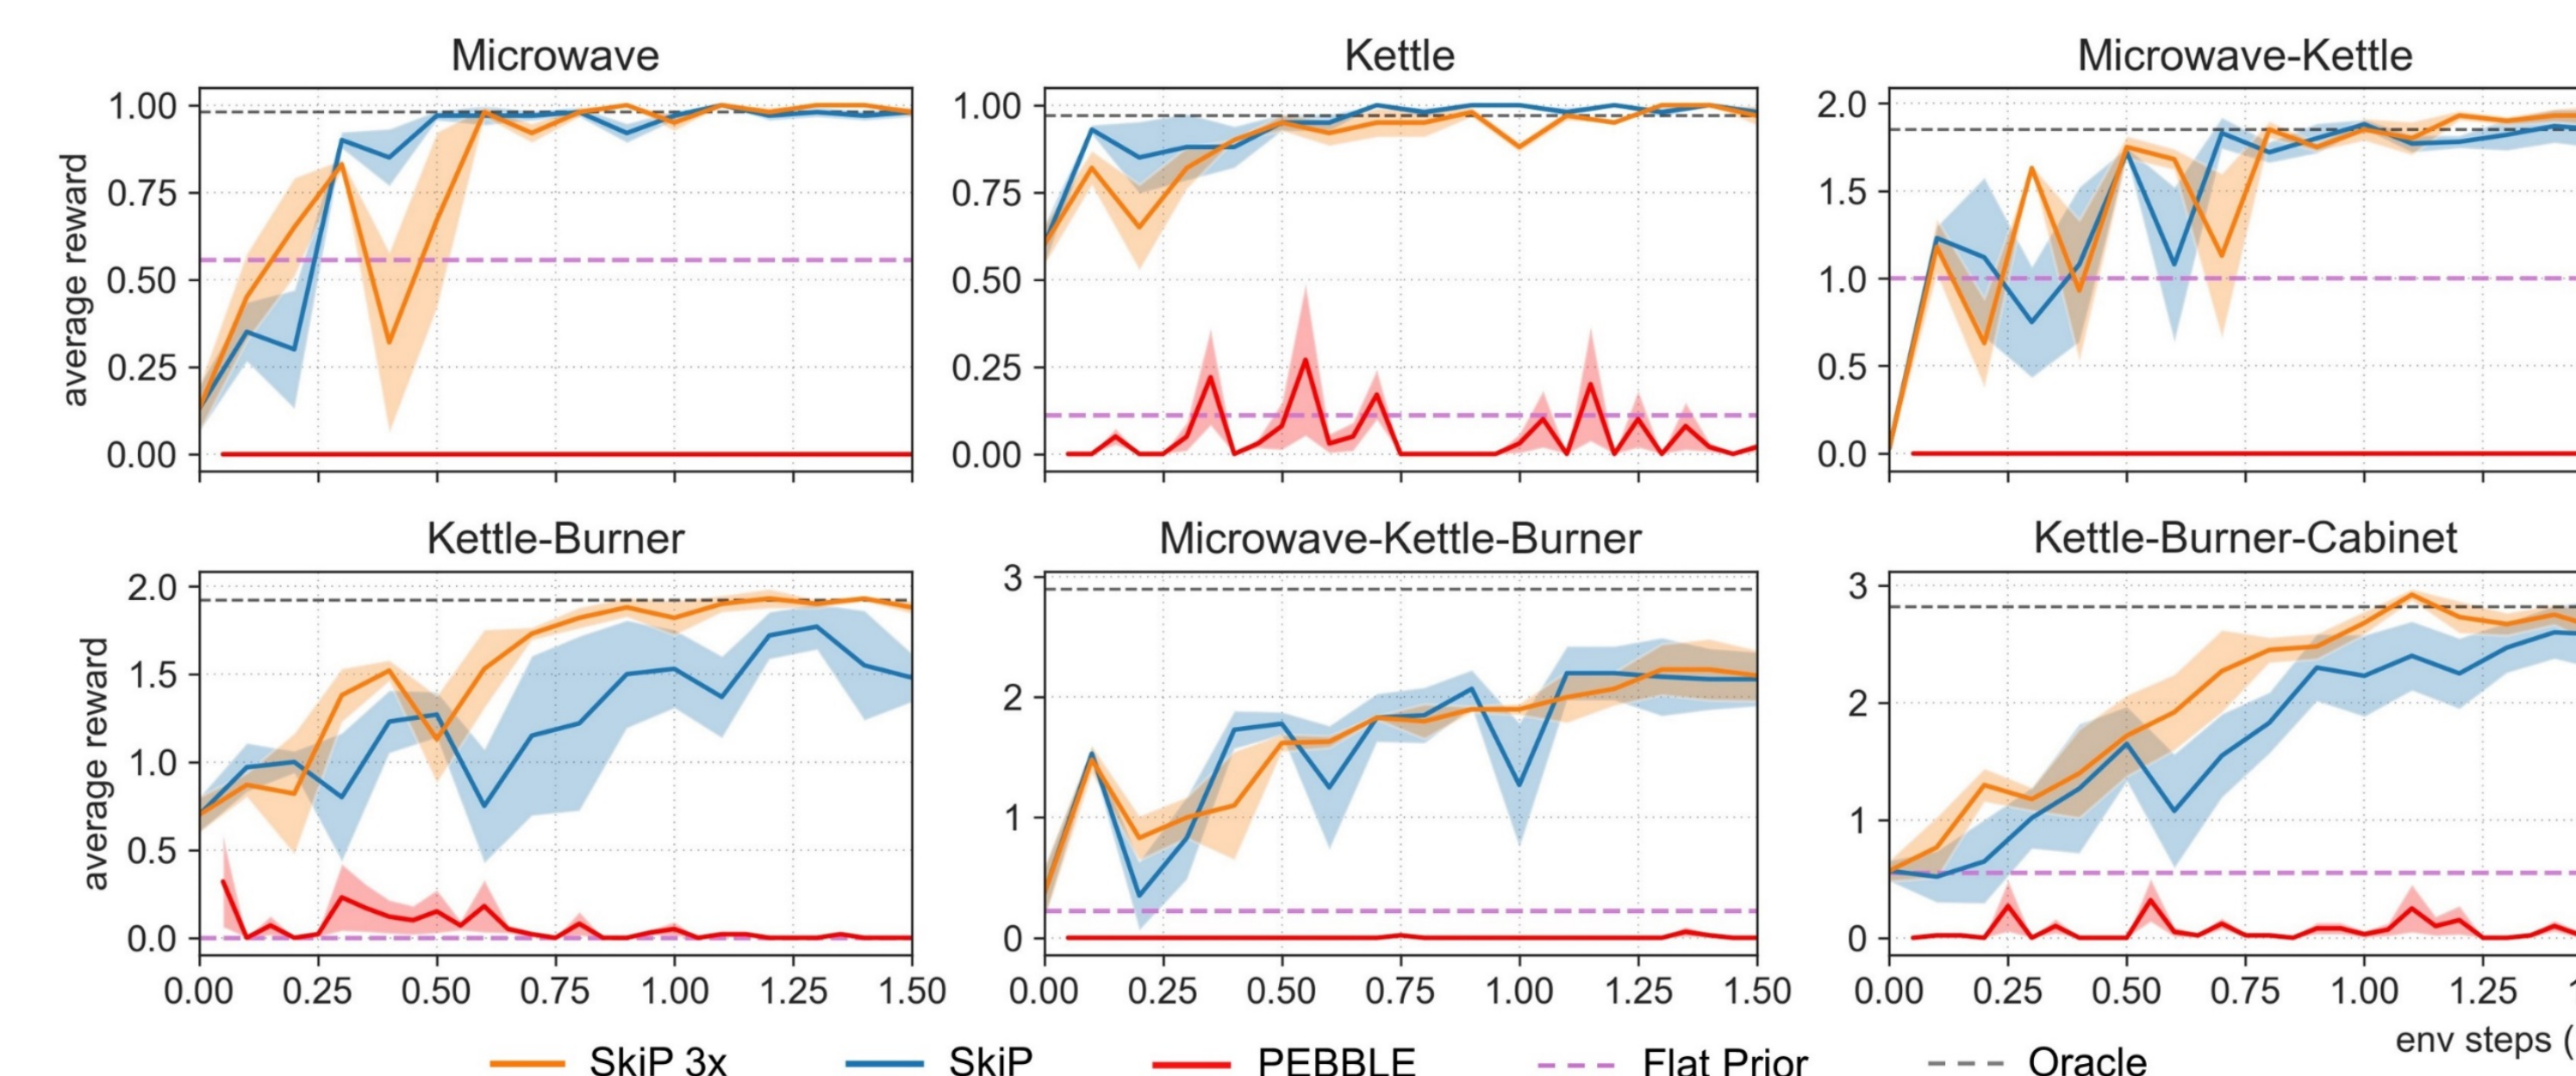 Microwave
Kettle
Microwave-Kettle
average reward
1.00
0.75
0.50
0.25
0.00
1.00
0.75
0.50
0.25
0.00
2.0
1.5
1.0
0.5
0.0
Kettle-Burner
Microwave-Kettle-Burner
Kettle-Burner-Cabinet
average reward
2.0
1.5
1.0
0.5
0.0
3
2
1
0
3
2
1
0
0.00 0.25 0.50 0.75 1.00 1.25 1.50
0.00 0.25 0.50 0.75 1.00 1.25 1.50
0.00 0.25 0.50 0.75 1.00 1.25
env steps (
SkiP 3x SkiP PEBBLE Flat Prior Oracle